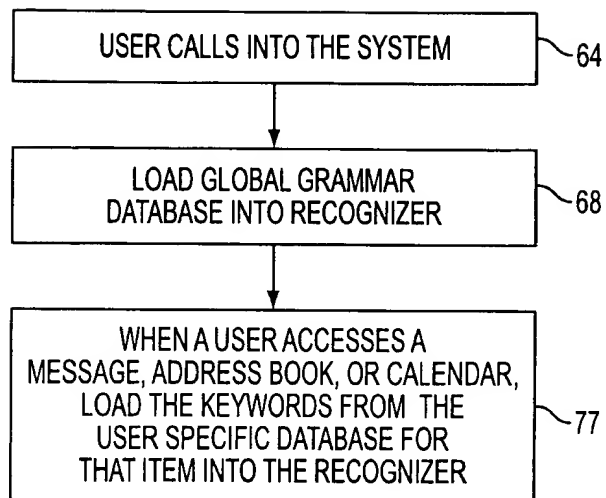 USER CALLS INTO THE SYSTEM
64
LOAD GLOBAL GRAMMAR
DATABASE INTO RECOGNIZER
68
WHEN A USER ACCESSES A
MESSAGE, ADDRESS BOOK, OR CALENDAR,
LOAD THE KEYWORDS FROM THE
USER SPECIFIC DATABASE FOR
THAT ITEM INTO THE RECOGNIZER
77